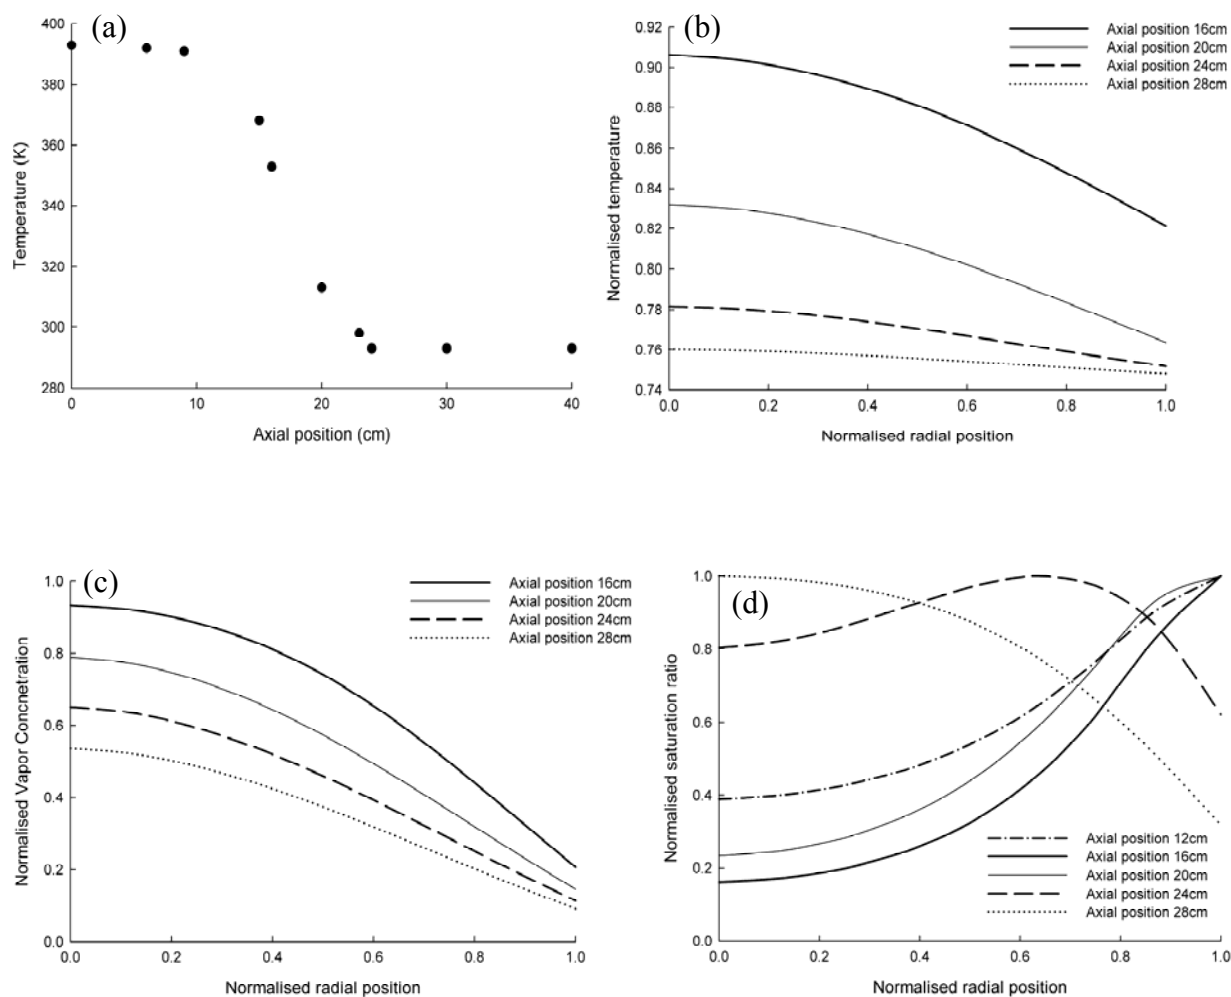 (a)
400
380
360
340
320
300
280
0
10
20
30
40
Temperature (K)
Axial position (cm)
(b)
Axial position 16cm
Axial position 20cm
Axial position 24cm
Axial position 28cm
0.92
0.90
0.88
0.86
0.84
0.82
0.80
0.78
0.76
0.74
0.0
0.2
0.4
0.6
0.8
1.0
Normalised temperature
Normalised radial position
(c)
Axial position 16cm
Axial position 20cm
Axial position 24cm
Axial position 28cm
1.0
0.8
0.6
0.4
0.2
0.0
0.0
0.2
0.4
0.6
0.8
1.0
Normalised Vapor Concnetration
Normalised radial position
(d)
1.0
0.8
0.6
0.4
0.2
0.0
Axial position 12cm
Axial position 16cm
Axial position 20cm
Axial position 24cm
Axial position 28cm
0.0
0.2
0.4
0.6
0.8
1.0
Normalised saturation ratio
Normalised radial position